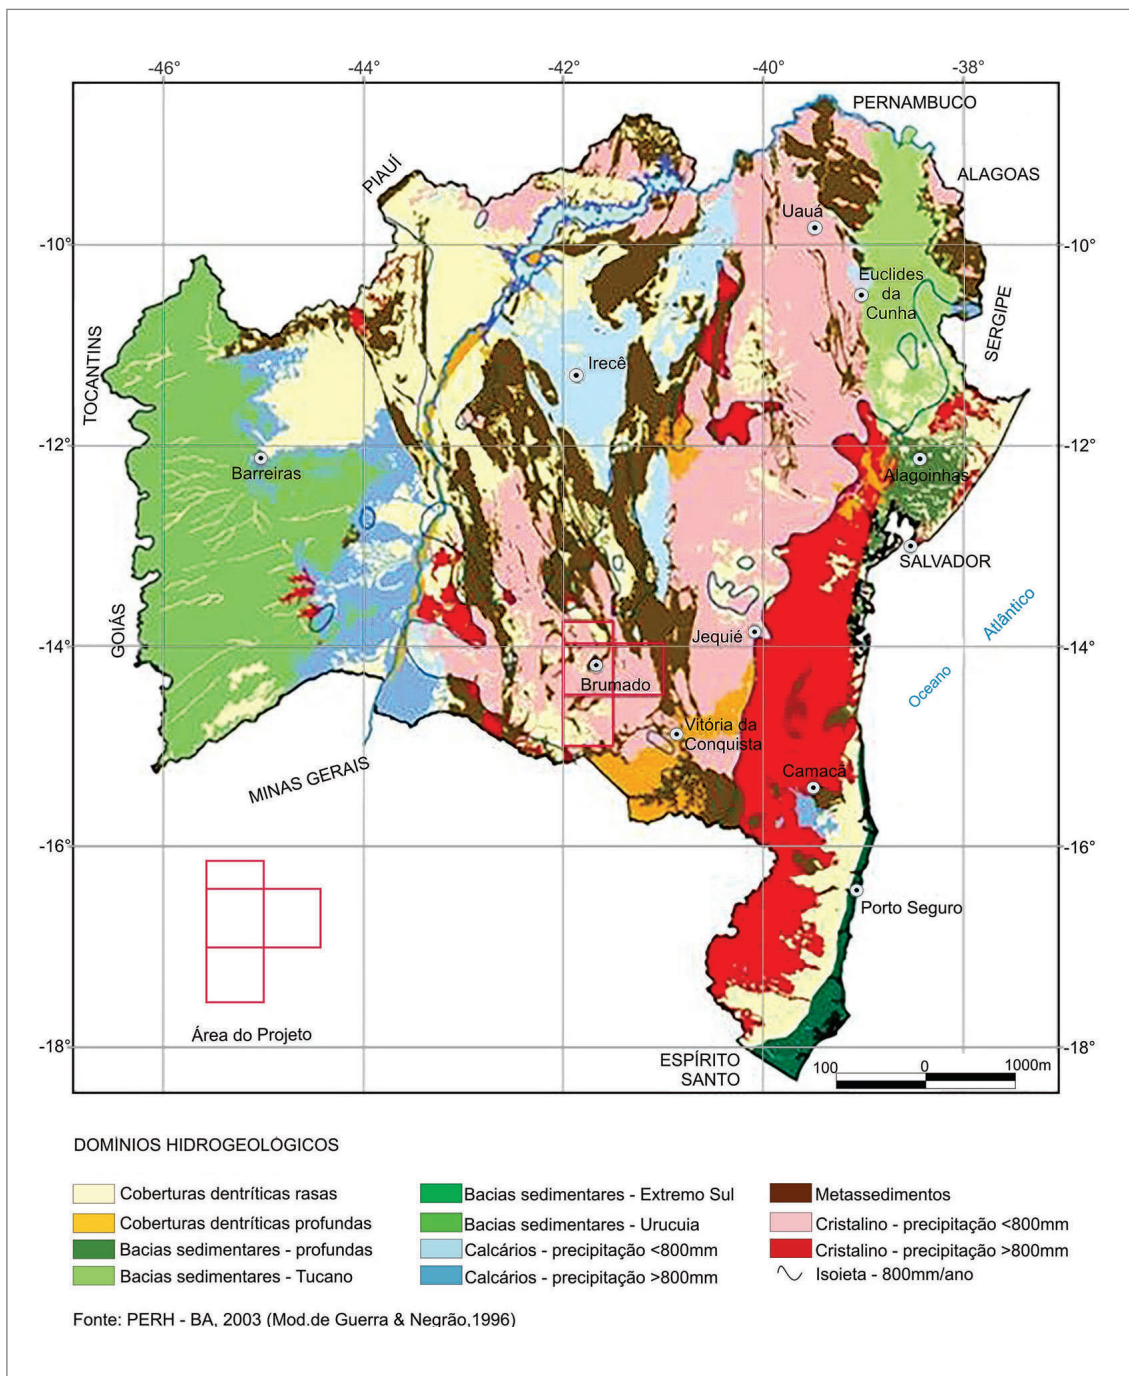 -46°
-44°
-42°
-40°
-38°
PERNAMBUCO
ALAGOAS
PIAUÍ
Uauá
-10°
-10°
Euclides
da
Cunha
SERGIPE
TOCANTINS
Irecê
-12°
-12°
Barreiras
Alagoinhas
SALVADOR
GOIÁS
Atlântico
Oceano
Jequié
-14°
-14°
Brumado
Vitória da
Conquista
MINAS GERAIS
Camacã
-16°
-16°
Porto Seguro
Área do Projeto
-18°
-18°
ESPÍRITO
SANTO
100
0
1000m
DOMÍNIOS HIDROGEOLÓGICOS
Coberturas dentríticas rasas
Coberturas dentríticas profundas
Bacias sedimentares - profundas
Bacias sedimentares - Tucano
Bacias sedimentares - Extremo Sul
Bacias sedimentares - Urucuia
Calcários - precipitação <800mm
Calcários - precipitação >800mm
Metassedimentos
Cristalino - precipitação <800mm
Cristalino - precipitação >800mm
Isoieta - 800mm/ano
Fonte: PERH - BA, 2003 (Mod.de Guerra & Negrão,1996)